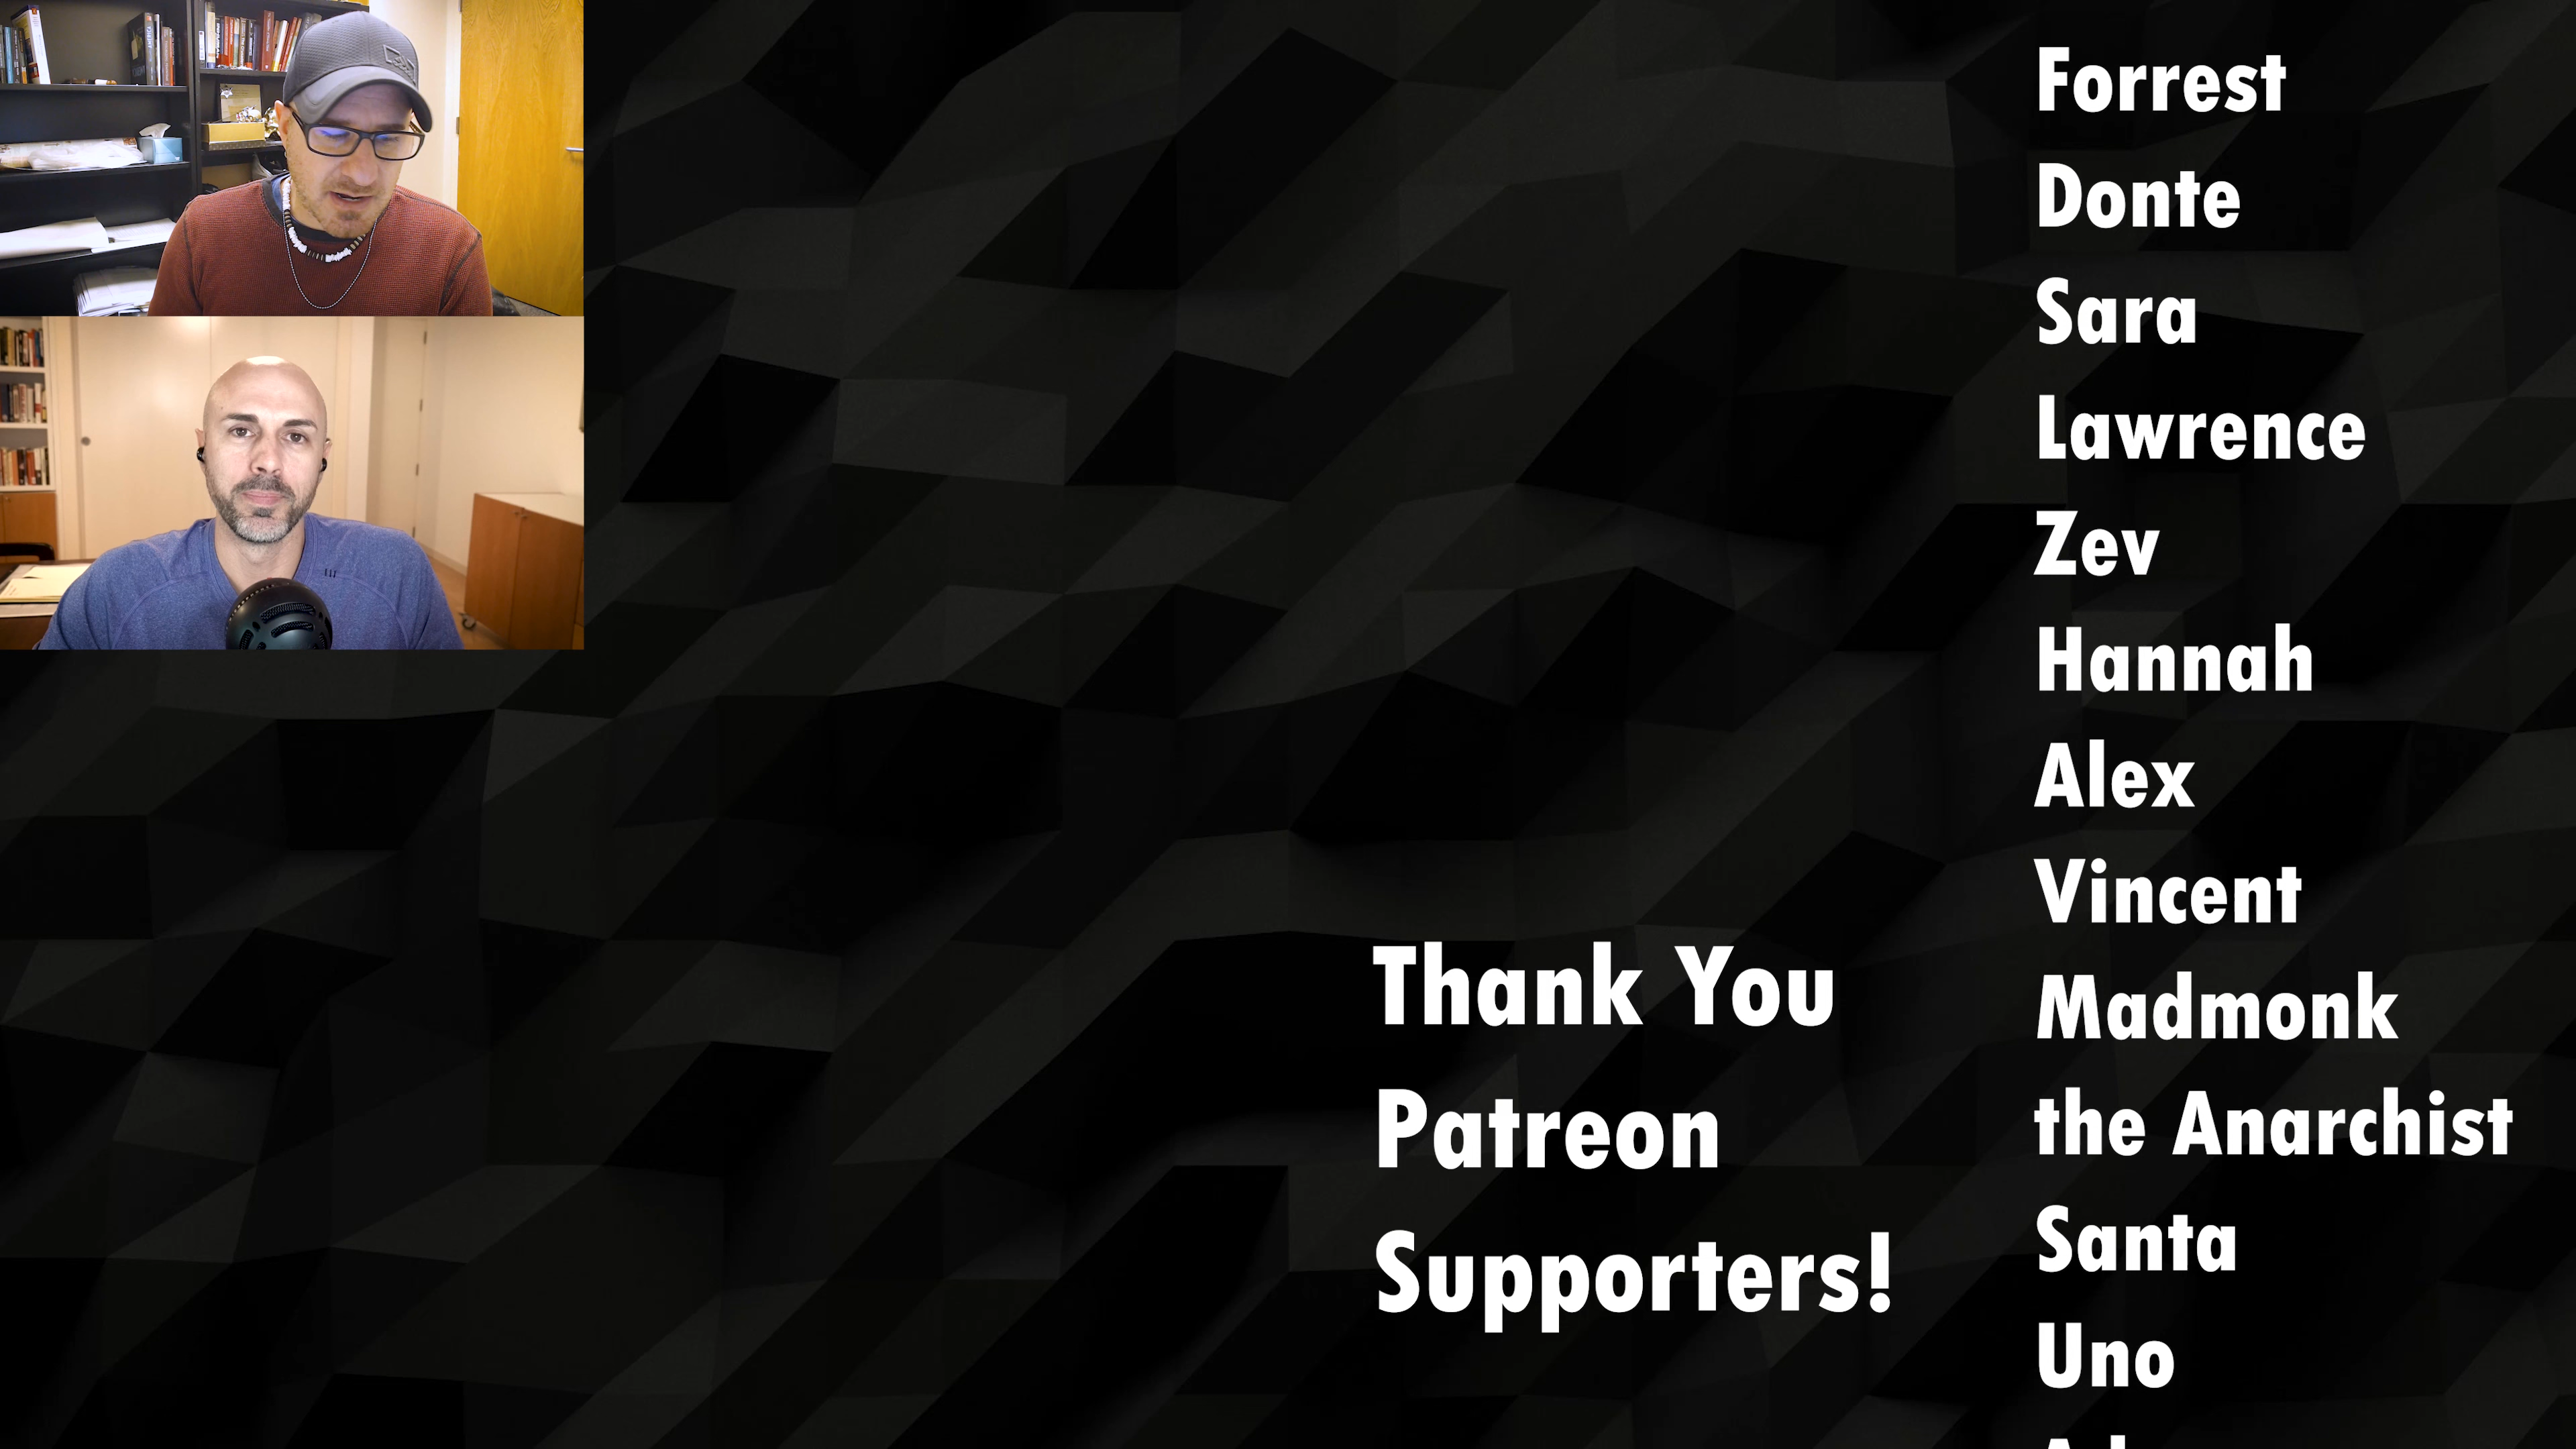 Thank You
Patreon
Supporters!
Forrest
Donte
Sara
Lawrence
Zev
Hannah
Alex
Vincent
Madmonk
the Anarchist
Santa
Uno